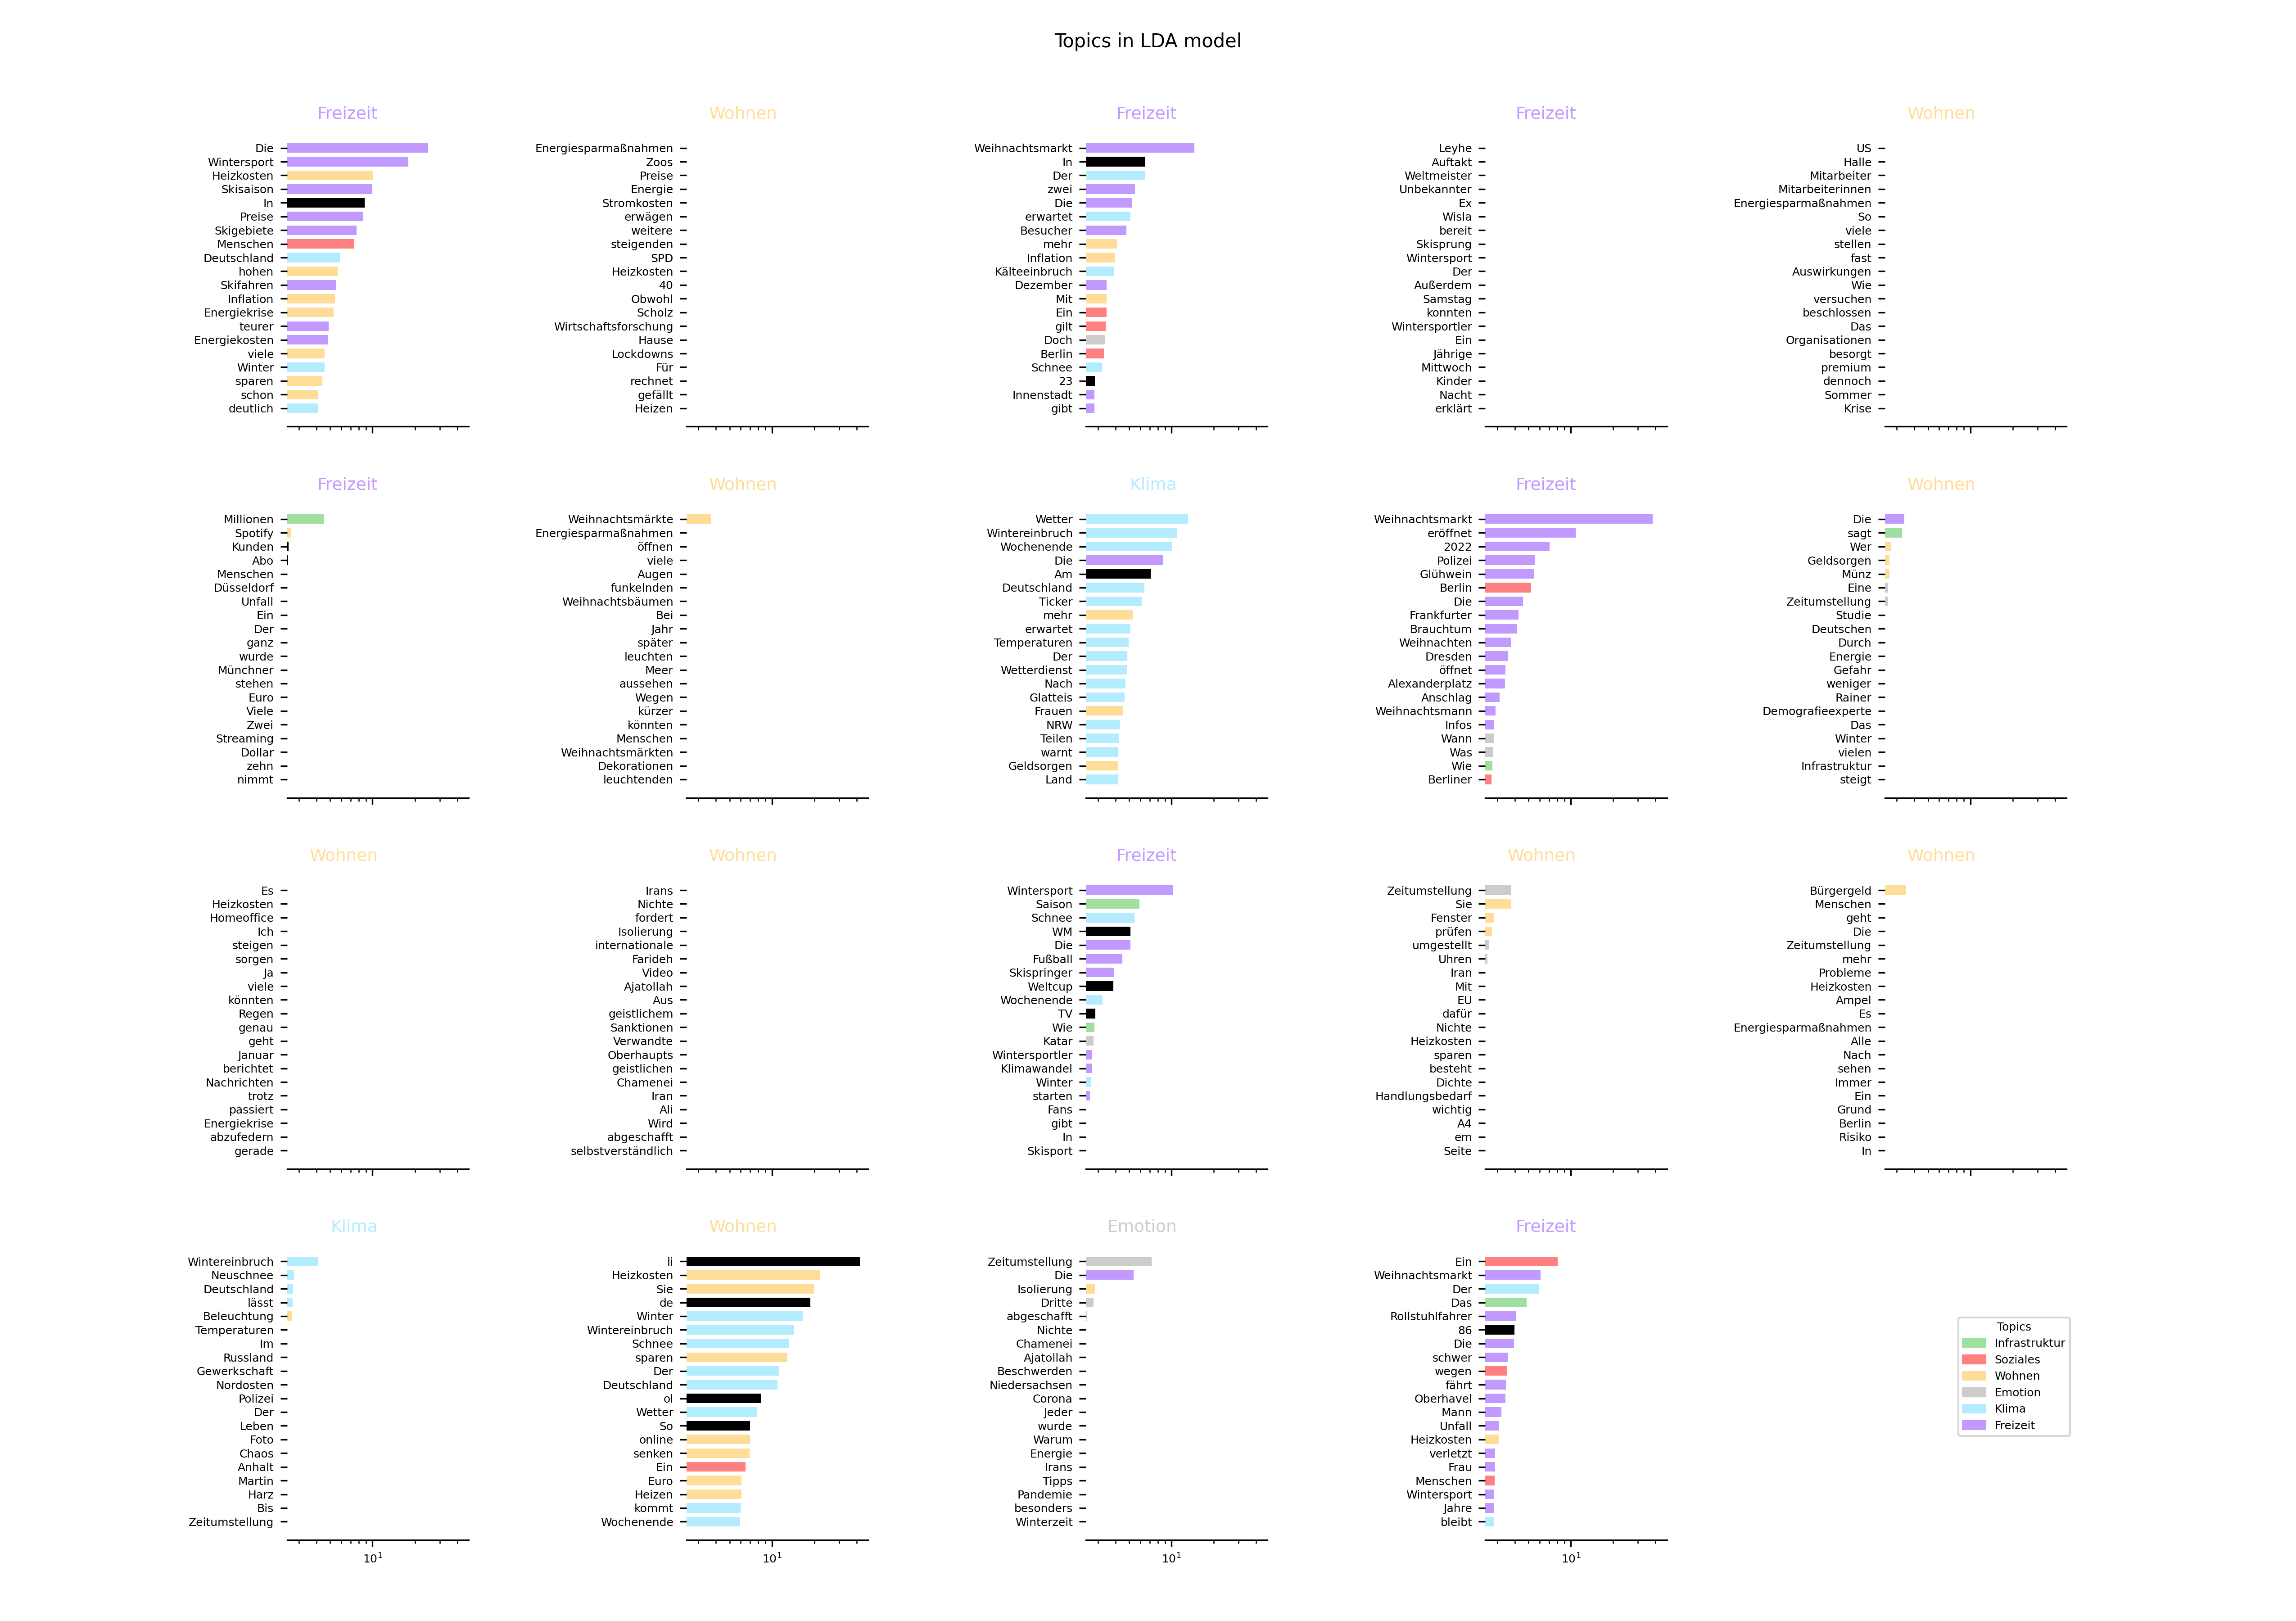 Topics in LDA model
Freizeit
Die
Wintersport
Heizkosten
Skisaison
In
Preise
Skigebiete
Menschen
Deutschland
hohen
Skifahren
Inflation
Energiekrise
teurer
Energiekosten
viele
Winter
sparen
schon
deutlich
Wohnen
Energiesparmaßnahmen
Zoos
Preise
Energie
Stromkosten
erwägen
weitere
steigenden
SPD
Heizkosten
40
Obwohl
Scholz
Wirtschaftsforschung
Hause
Lockdowns
Für
rechnet
gefällt
Heizen
Freizeit
Weihnachtsmarkt
In
Der
zwei
Die
erwartet
Besucher
mehr
Inflation
Kälteeinbruch
Dezember
Mit
Ein
gilt
Doch
Berlin
Schnee
23
Innenstadt
gibt
Freizeit
Leyhe
Auftakt
Weltmeister
Unbekannter
Ex
Wisla
bereit
Skisprung
Wintersport
Der
Außerdem
Samstag
konnten
Wintersportler
Ein
Jährige
Mittwoch
Kinder
Nacht
erklärt
Wohnen
US
Halle
Mitarbeiter
Mitarbeiterinnen
Energiesparmaßnahmen
So
viele
stellen
fast
Auswirkungen
Wie
versuchen
beschlossen
Das
Organisationen
besorgt
premium
dennoch
Sommer
Krise
Freizeit
Millionen
Spotify
Kunden
Abo
Menschen
Düsseldorf
Unfall
Ein
Der
ganz
wurde
Münchner
stehen
Euro
Viele
Zwei
Streaming
Dollar
zehn
nimmt
Wohnen
Weihnachtsmärkte
Energiesparmaßnahmen
öffnen
viele
Augen
funkelnden
Weihnachtsbäumen
Bei
Jahr
später
leuchten
Meer
aussehen
Wegen
kürzer
könnten
Menschen
Weihnachtsmärkten
Dekorationen
leuchtenden
Klima
Wetter
Wintereinbruch
Wochenende
Die
Am
Deutschland
Ticker
mehr
erwartet
Temperaturen
Der
Wetterdienst
Nach
Glatteis
Frauen
NRW
Teilen
warnt
Geldsorgen
Land
Freizeit
Weihnachtsmarkt
eröffnet
2022
Polizei
Glühwein
Berlin
Die
Frankfurter
Brauchtum
Weihnachten
Dresden
öffnet
Alexanderplatz
Anschlag
Weihnachtsmann
Infos
Wann
Was
Wie
Berliner
Wohnen
Die
sagt
Wer
Geldsorgen
Münz
Eine
Zeitumstellung
Studie
Deutschen
Durch
Energie
Gefahr
weniger
Rainer
Demografieexperte
Das
Winter
vielen
Infrastruktur
steigt
Wohnen
Es
Heizkosten
Homeoffice
Ich
steigen
sorgen
Ja
viele
könnten
Regen
genau
geht
Januar
berichtet
Nachrichten
trotz
passiert
Energiekrise
abzufedern
gerade
Wohnen
Irans
Nichte
fordert
Isolierung
internationale
Farideh
Video
Ajatollah
Aus
geistlichem
Sanktionen
Verwandte
Oberhaupts
geistlichen
Chamenei
Iran
Ali
Wird
abgeschafft
selbstverständlich
Freizeit
Wintersport
Saison
Schnee
WM
Die
Fußball
Skispringer
Weltcup
Wochenende
TV
Wie
Katar
Wintersportler
Klimawandel
Winter
starten
Fans
gibt
In
Skisport
Wohnen
Zeitumstellung
Sie
Fenster
prüfen
umgestellt
Uhren
Iran
Mit
EU
dafür
Nichte
Heizkosten
sparen
besteht
Dichte
Handlungsbedarf
wichtig
A4
em
Seite
Wohnen
Bürgergeld
Menschen
geht
Die
Zeitumstellung
mehr
Probleme
Heizkosten
Ampel
Es
Energiesparmaßnahmen
Alle
Nach
sehen
Immer
Ein
Grund
Berlin
Risiko
In
Klima
Wintereinbruch
Neuschnee
Deutschland
lässt
Beleuchtung
Temperaturen
Im
Russland
Gewerkschaft
Nordosten
Polizei
Der
Leben
Foto
Chaos
Anhalt
Martin
Harz
Bis
Zeitumstellung
10¹
Wohnen
li
Heizkosten
Sie
de
Winter
Wintereinbruch
Schnee
sparen
Der
Deutschland
ol
Wetter
So
online
senken
Ein
Euro
Heizen
kommt
Wochenende
10¹
Emotion
Zeitumstellung
Die
Isolierung
Dritte
abgeschafft
Nichte
Chamenei
Ajatollah
Beschwerden
Niedersachsen
Corona
Jeder
wurde
Warum
Energie
Irans
Tipps
Pandemie
besonders
Winterzeit
10¹
Freizeit
Ein
Weihnachtsmarkt
Der
Das
Rollstuhlfahrer
86
Die
schwer
wegen
fährt
Oberhavel
Mann
Unfall
Heizkosten
verletzt
Frau
Menschen
Wintersport
Jahre
bleibt
10¹
Topics
Infrastruktur
Soziales
Wohnen
Emotion
Klima
Freizeit